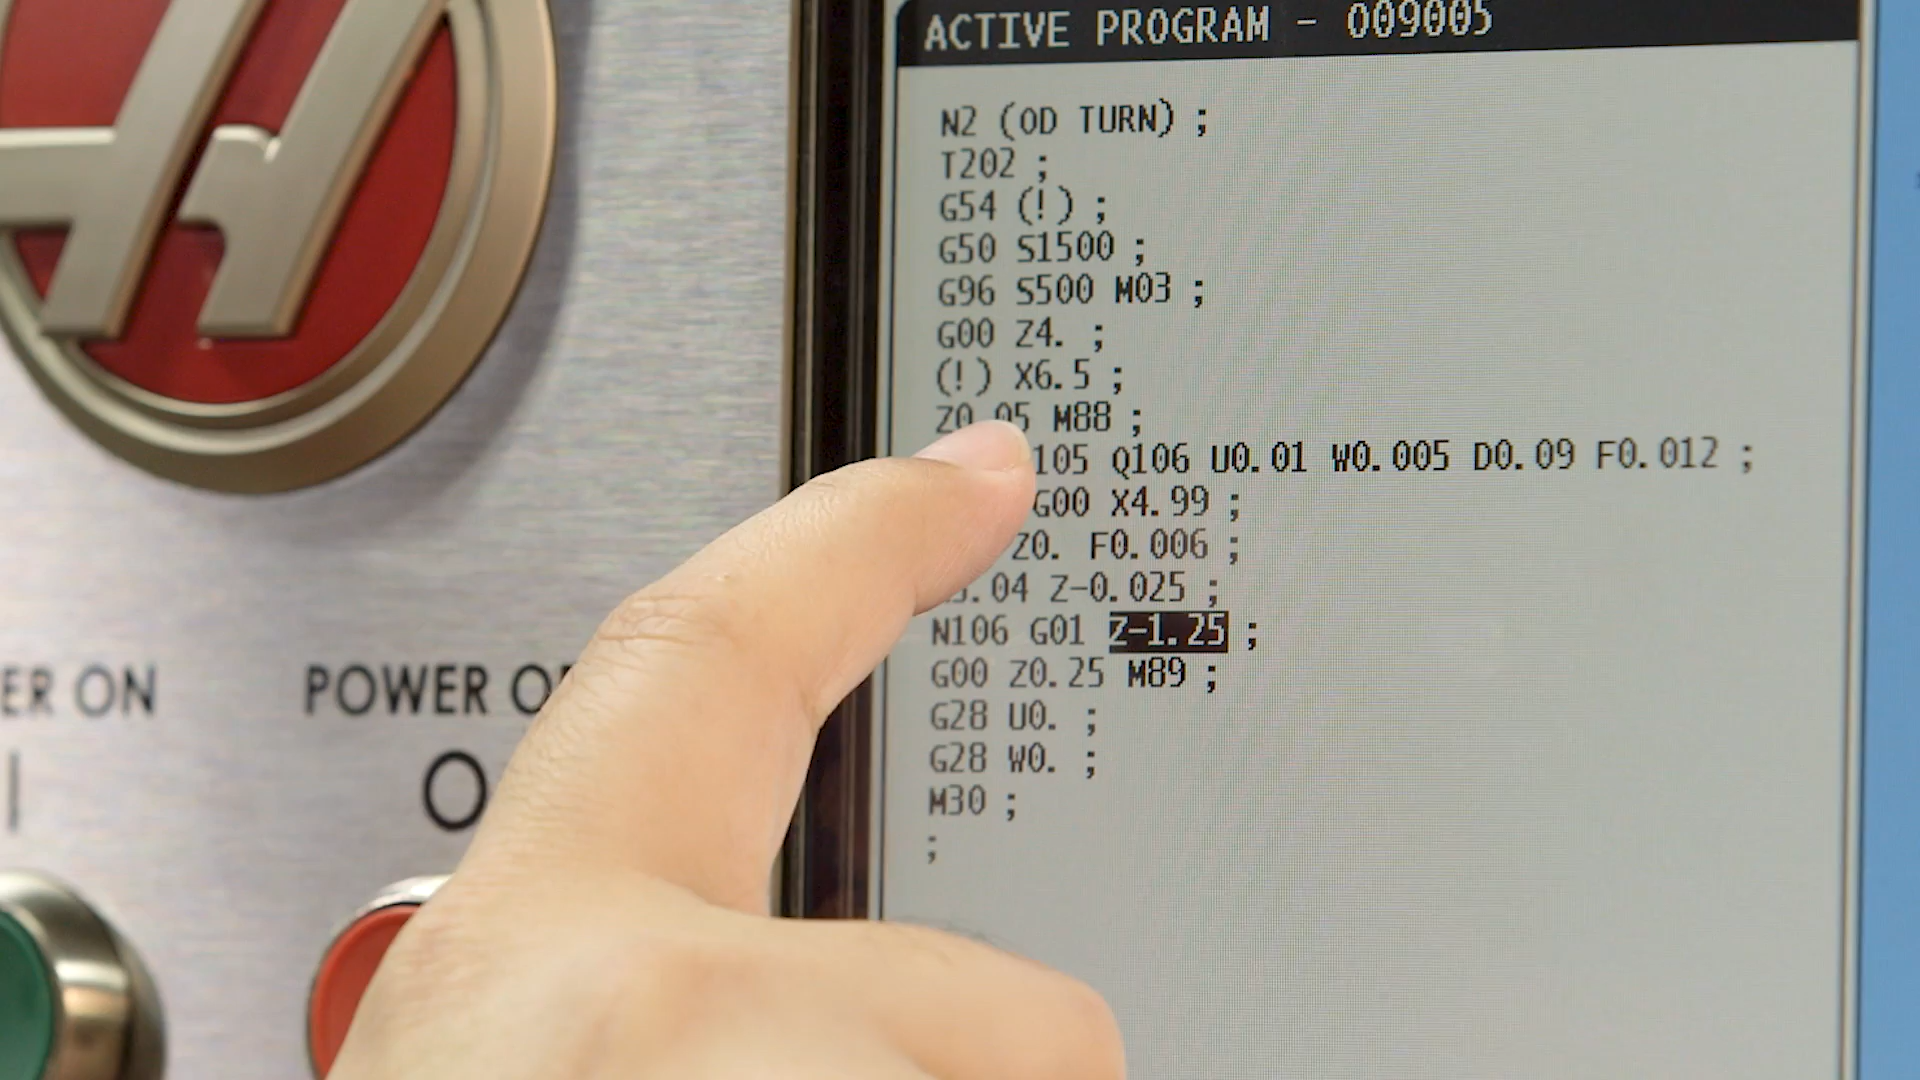 ACTIVE PROGRAM - O09005
N2 (OD TURN) ;
T202 ;
G54 (!) ;
G50 S1500 ;
G96 S500 M03 ;
G00 Z4. ;
(!) X6.5 ;
Z0.05 M88 ;
105 Q106 U0.01 W0.005 D0.09 F0.012 ;
G00 X4.99 ;
Z0. F0.006 ;
.04 Z-0.025 ;
N106 G01 Z-1.25 ;
G00 Z0.25 M89 ;
G28 U0. ;
G28 W0. ;
M30 ;
;
ER ON
POWER O
I
O